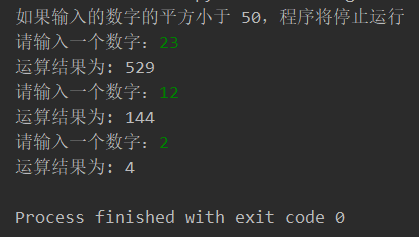 如果输入的数字的平方小于 50，程序将停止运行
请输入一个数字：23
运算结果为: 529
请输入一个数字：12
运算结果为: 144
请输入一个数字：2
运算结果为: 4
Process finished with exit code 0